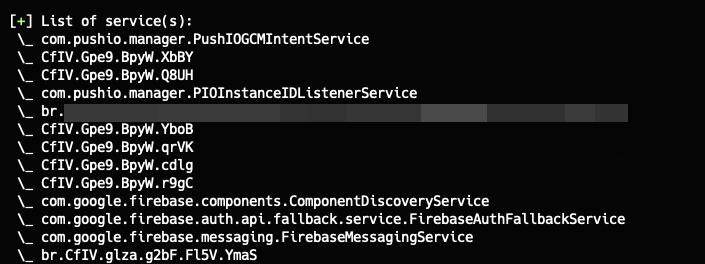 [+] List of service(s):
\_ com.pushio.manager.PushIOGCMIntentService
\_ CfIV.Gpe9.BpyW.XbBY
\_ CfIV.Gpe9.BpyW.Q8UH
\_ com.pushio.manager.PIOInstanceIDListenerService
\_ br.
\_ CfIV.Gpe9.BpyW.YboB
\_ CfIV.Gpe9.BpyW.qrVK
\_ CfIV.Gpe9.BpyW.cdlg
\_ CfIV.Gpe9.BpyW.r9gC
\_ com.google.firebase.components.ComponentDiscoveryService
\_ com.google.firebase.auth.api.fallback.service.FirebaseAuthFallbackService
\_ com.google.firebase.messaging.FirebaseMessagingService
\_ br.CfIV.glza.g2bF.Fl5V.YmaS